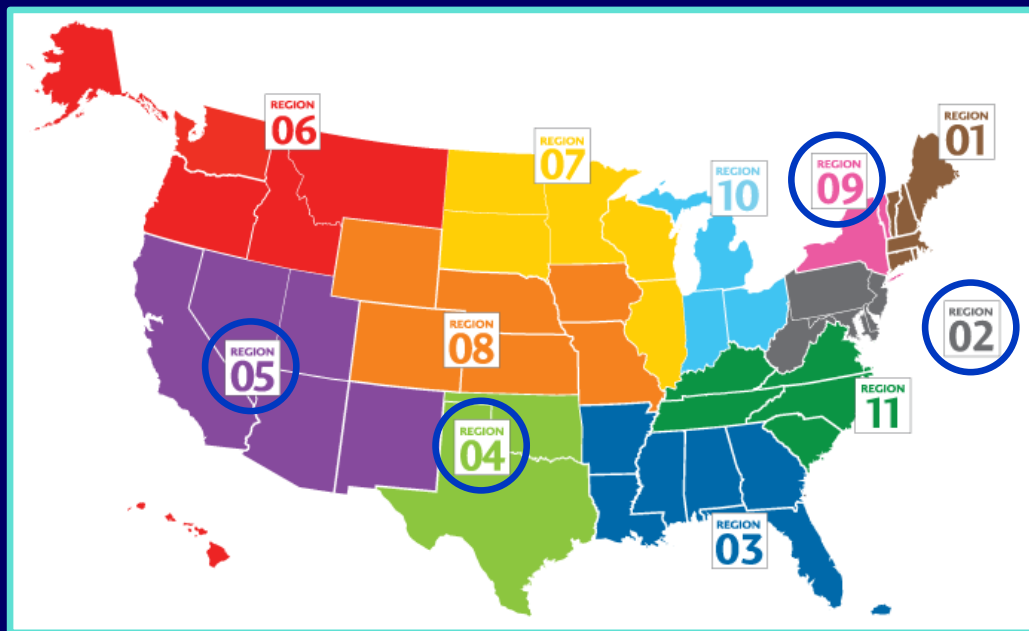 REGION
06
REGION
07
REGION
10
REGION
09
REGION
01
REGION
05
REGION
08
REGION
04
REGION
02
REGION
11
REGION
03